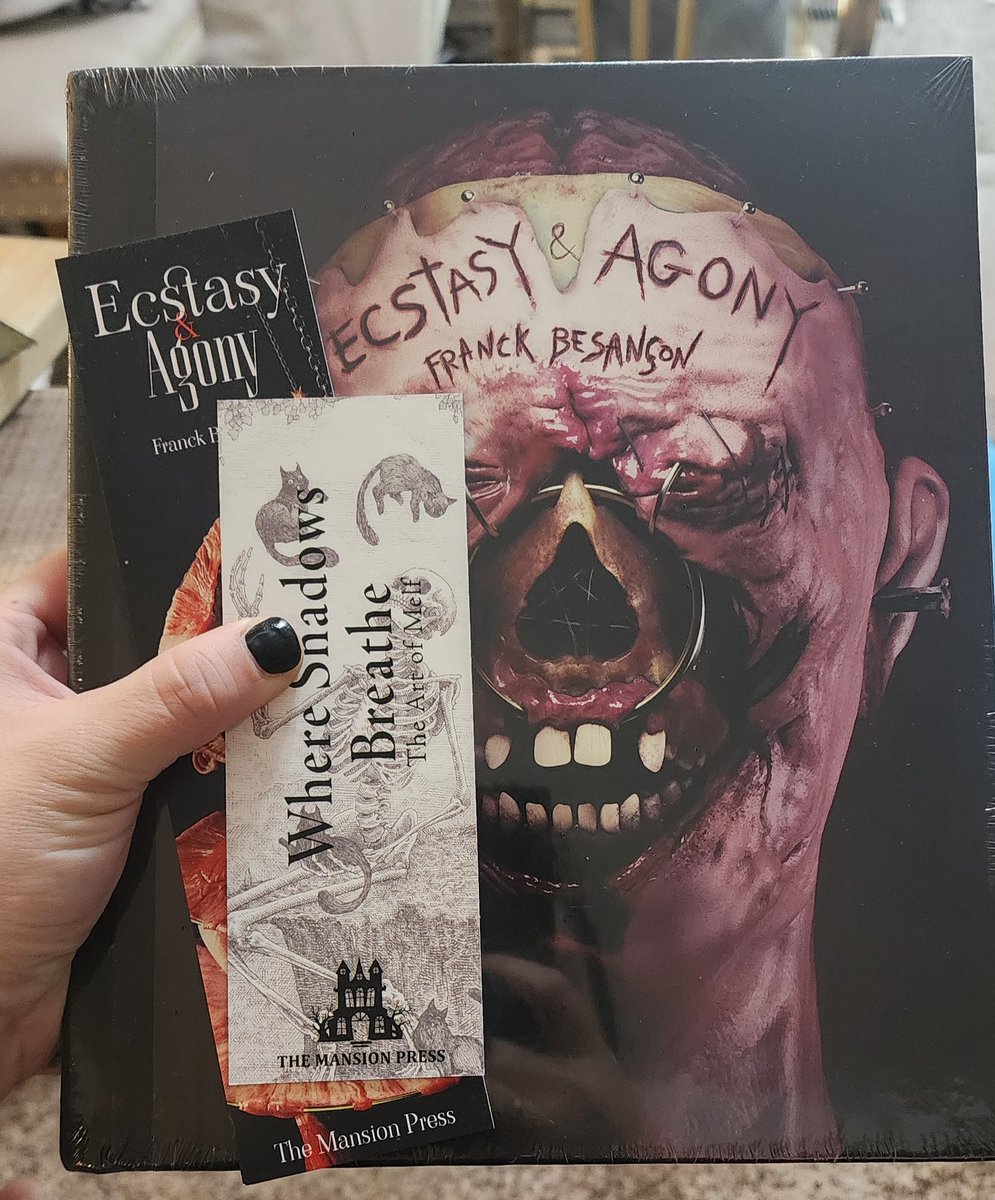 ECSTASY & AGONY
FRANCK BESANÇON
Ecstasy
&
Agony
Franck
Where Shadows
Breathe
The Art of Melf
THE MANSION PRESS
The Mansion Press